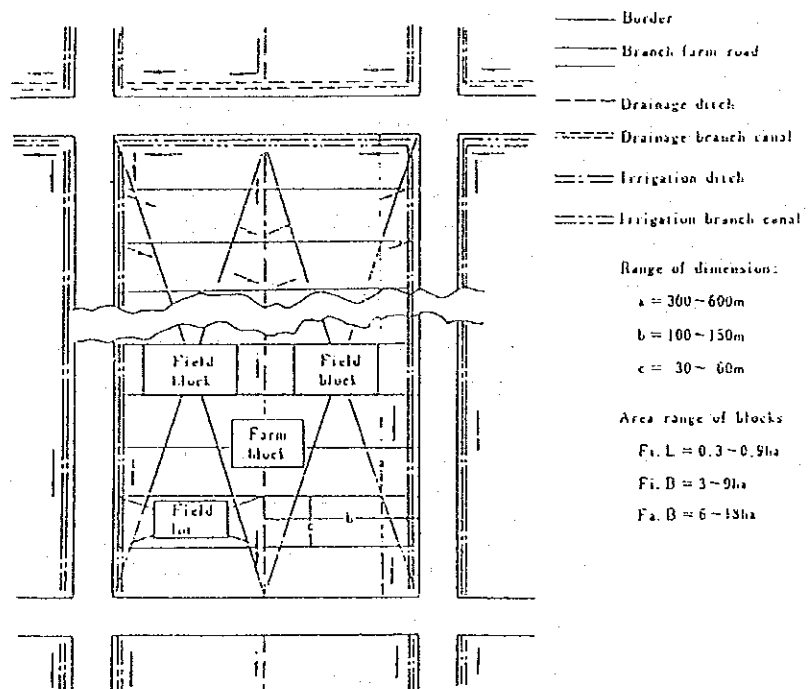 Border
Branch farm road
Drainage ditch
Drainage branch canal
Irrigation ditch
Irrigation branch canal
Range of dimension:
a = 300~600m
b = 100~150m
c = 30~60m
Area range of blocks
Fi. L = 0.3~0.9ha
Fi. B = 3~9ha
Fa. B = 6~18ha
Field block
Field block
Farm block
Field lot
a
b
c